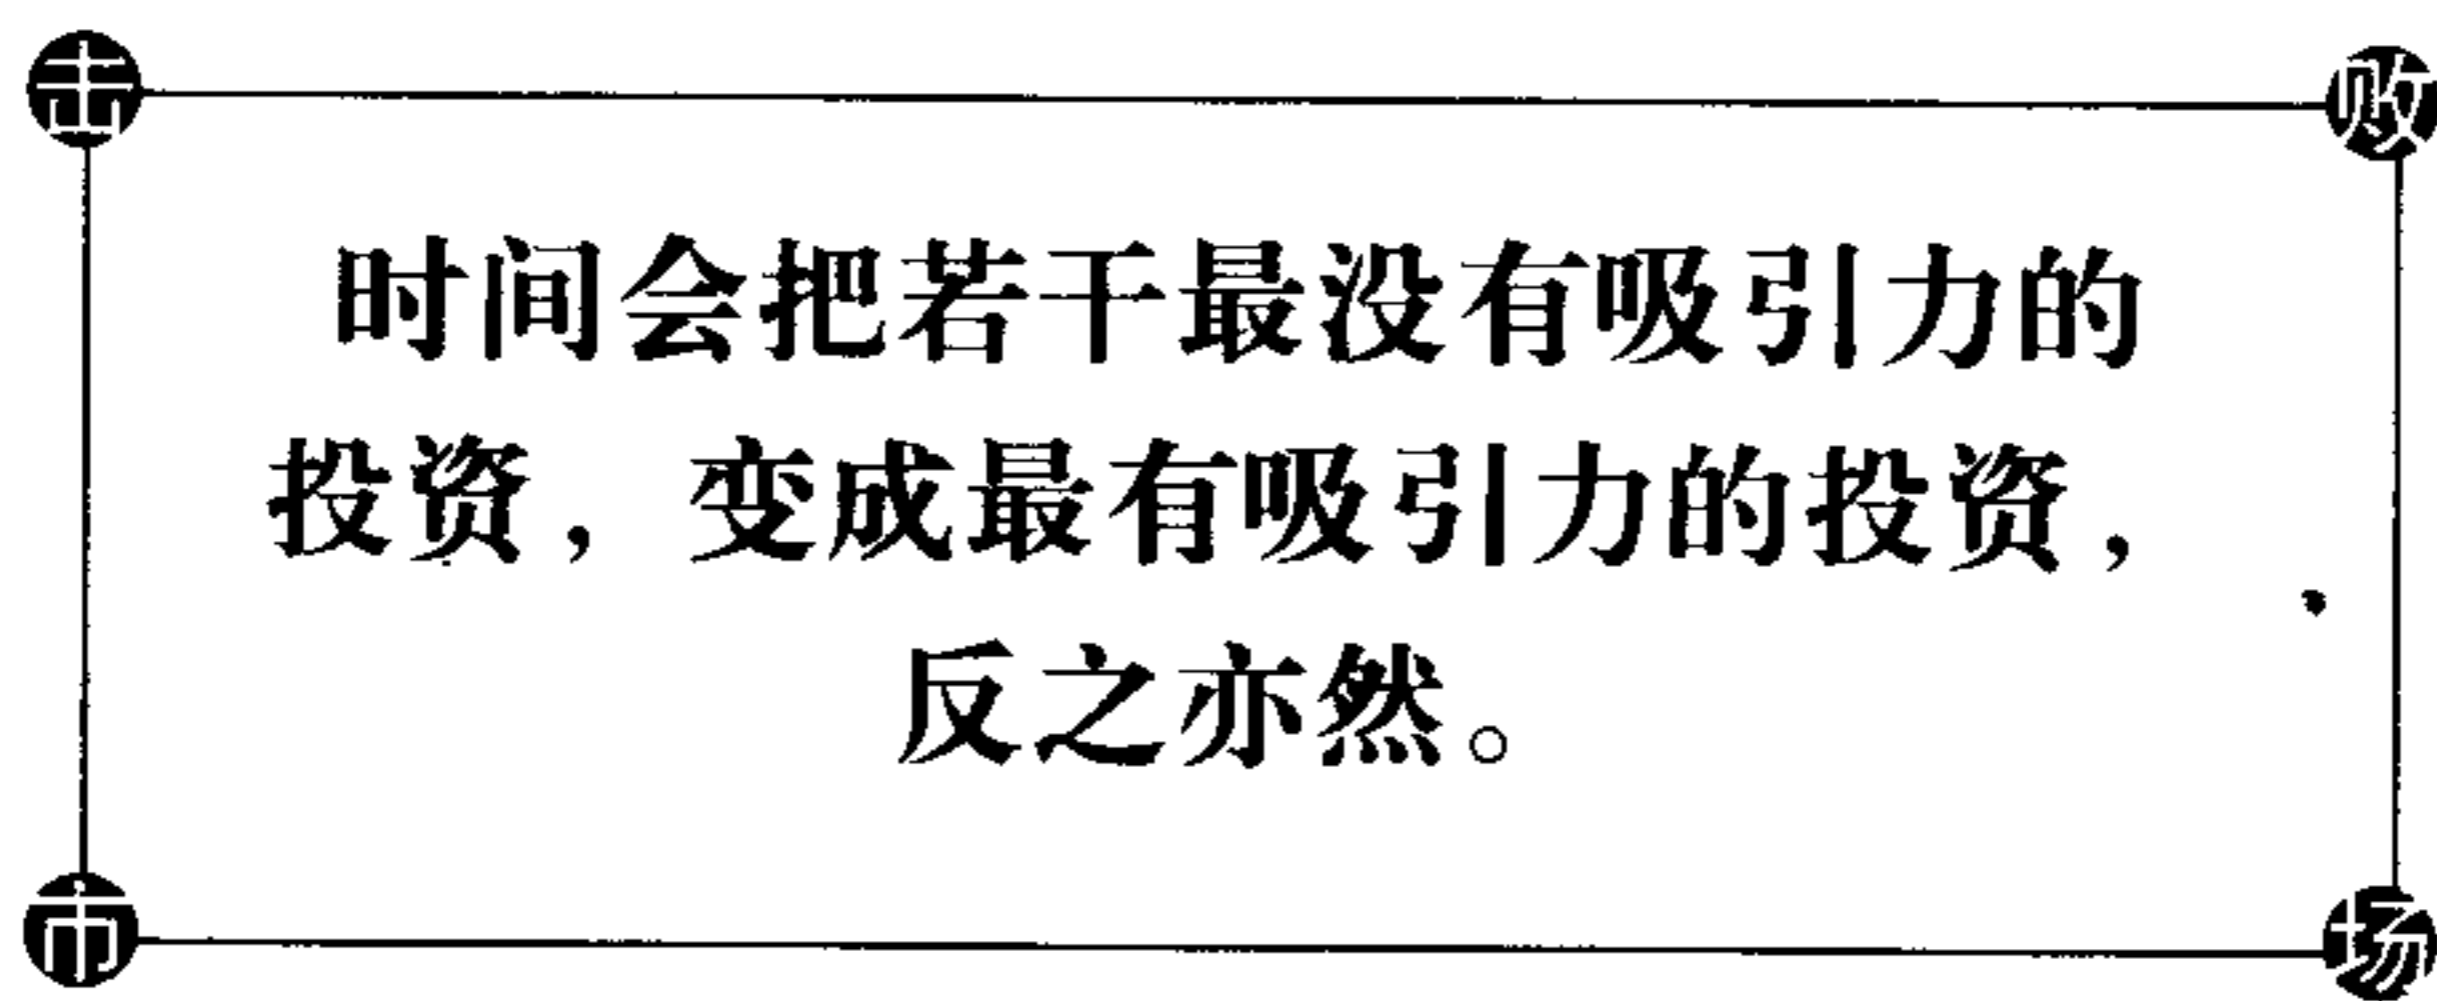 击 败
时间会把若干最没有吸引力的
投资，变成最有吸引力的投资，
反之亦然。
市 场